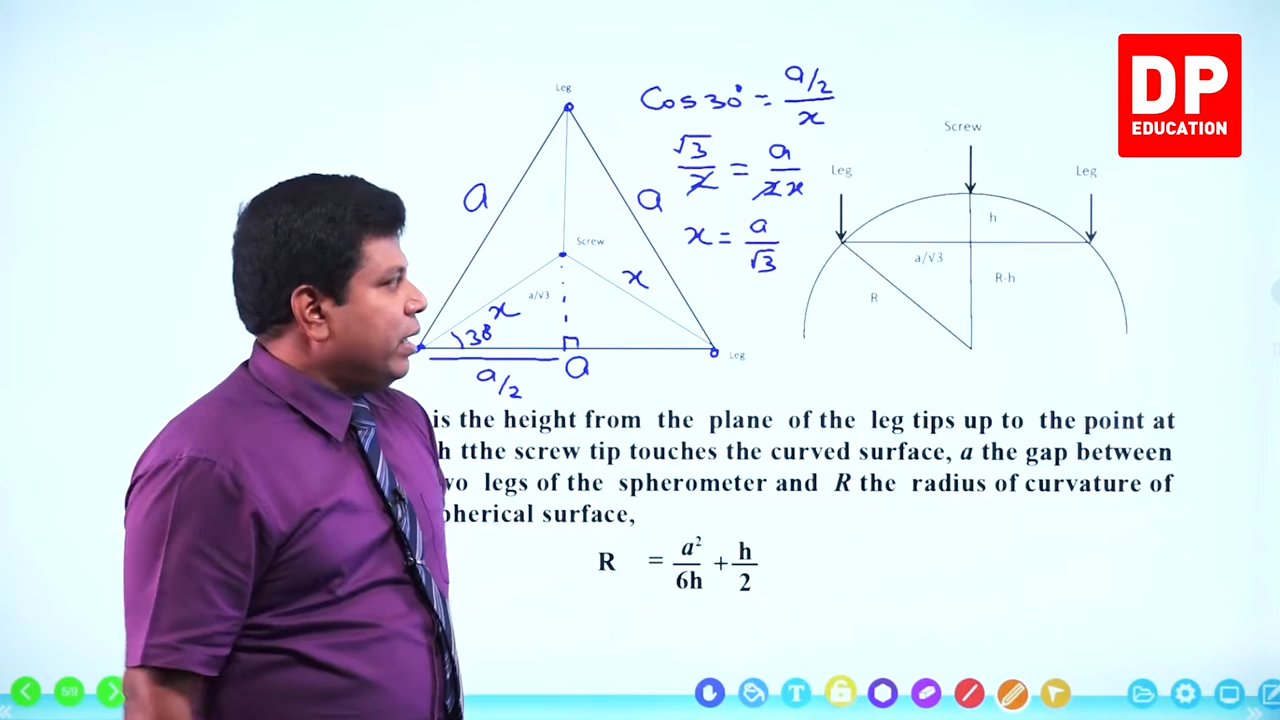 DP
EDUCATION
Leg
a
a
Screw
a/√3
x
x
30°
a/2
a
Leg
Cos 30° = a/2 / x
√3/2 = a/2x
x = a/√3
Screw
Leg
Leg
h
a/√3
R
R-h
is the height from the plane of the leg tips up to the point at
h tthe screw tip touches the curved surface, a the gap between
wo legs of the spherometer and R the radius of curvature of
pherical surface,
R = a²/6h + h/2
6/9
T